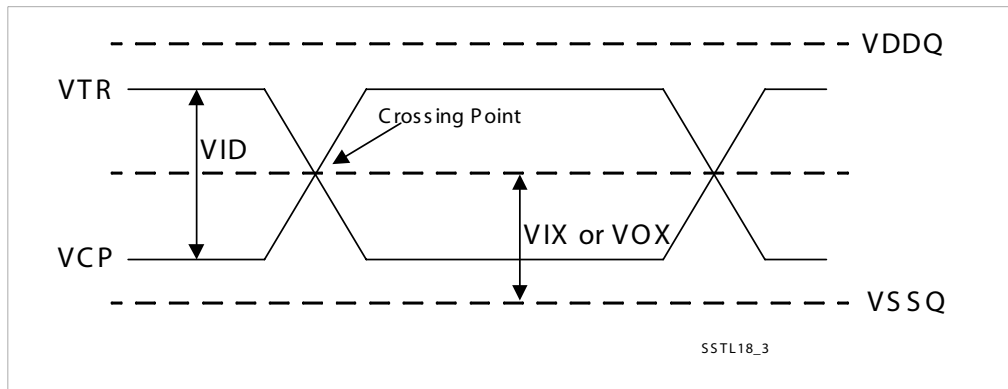 VDDQ
VTR
Crossing Point
VID
VIX or VOX
VCP
VSSQ
SSTL18_3